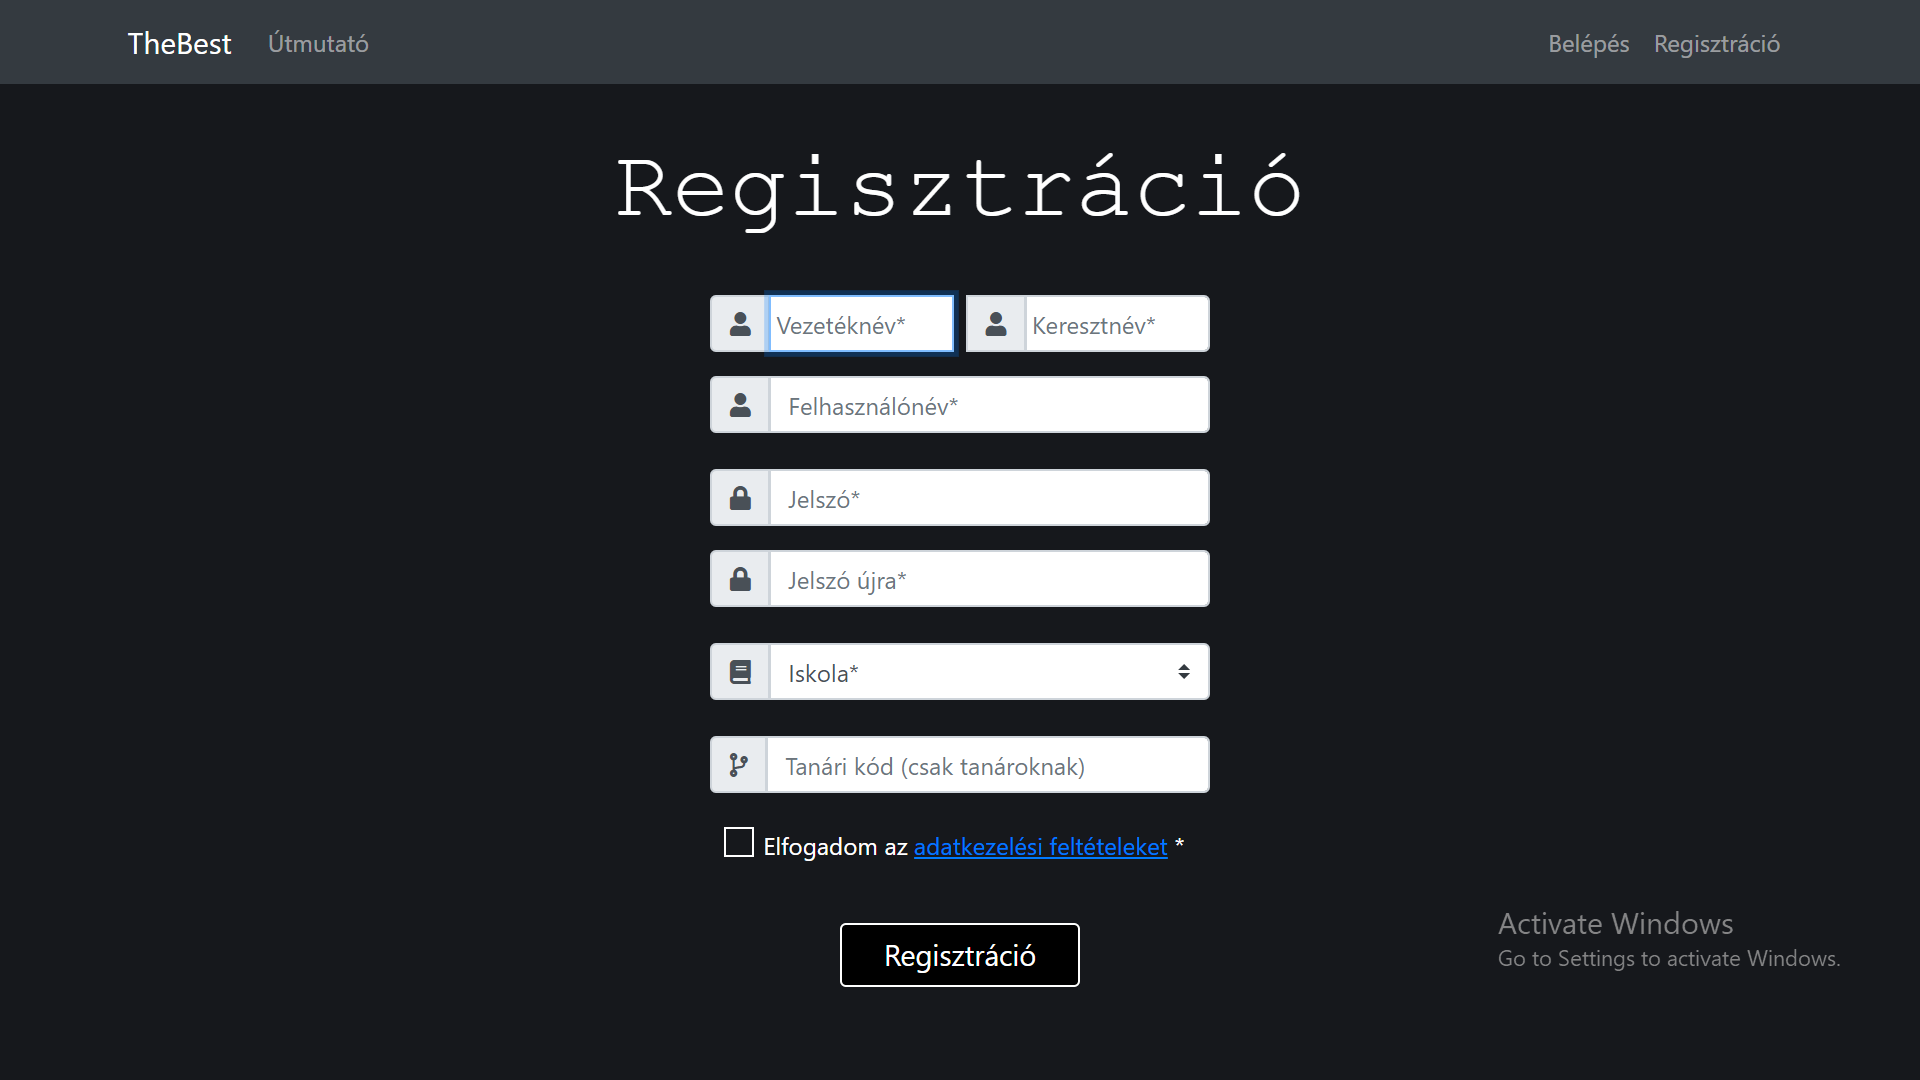 TheBest Útmutató Belépés Regisztráció
Regisztráció
Vezetéknév* Keresztnév*
Felhasználónév*
Jelszó*
Jelszó újra*
Iskola*
Tanári kód (csak tanároknak)
Elfogadom az adatkezelési feltételeket *
Regisztráció
Activate Windows
Go to Settings to activate Windows.